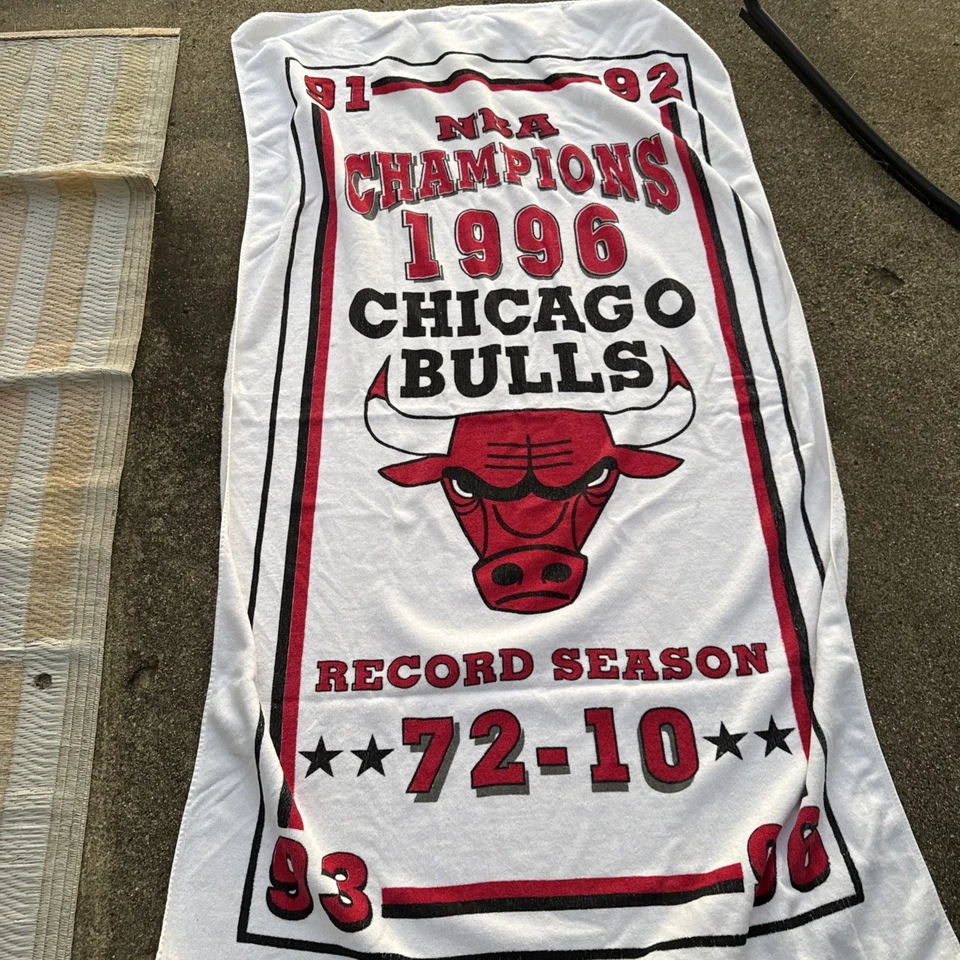 91 92
NBA
CHAMPIONS
1996
CHICAGO
BULLS
RECORD SEASON
72-10
93 96